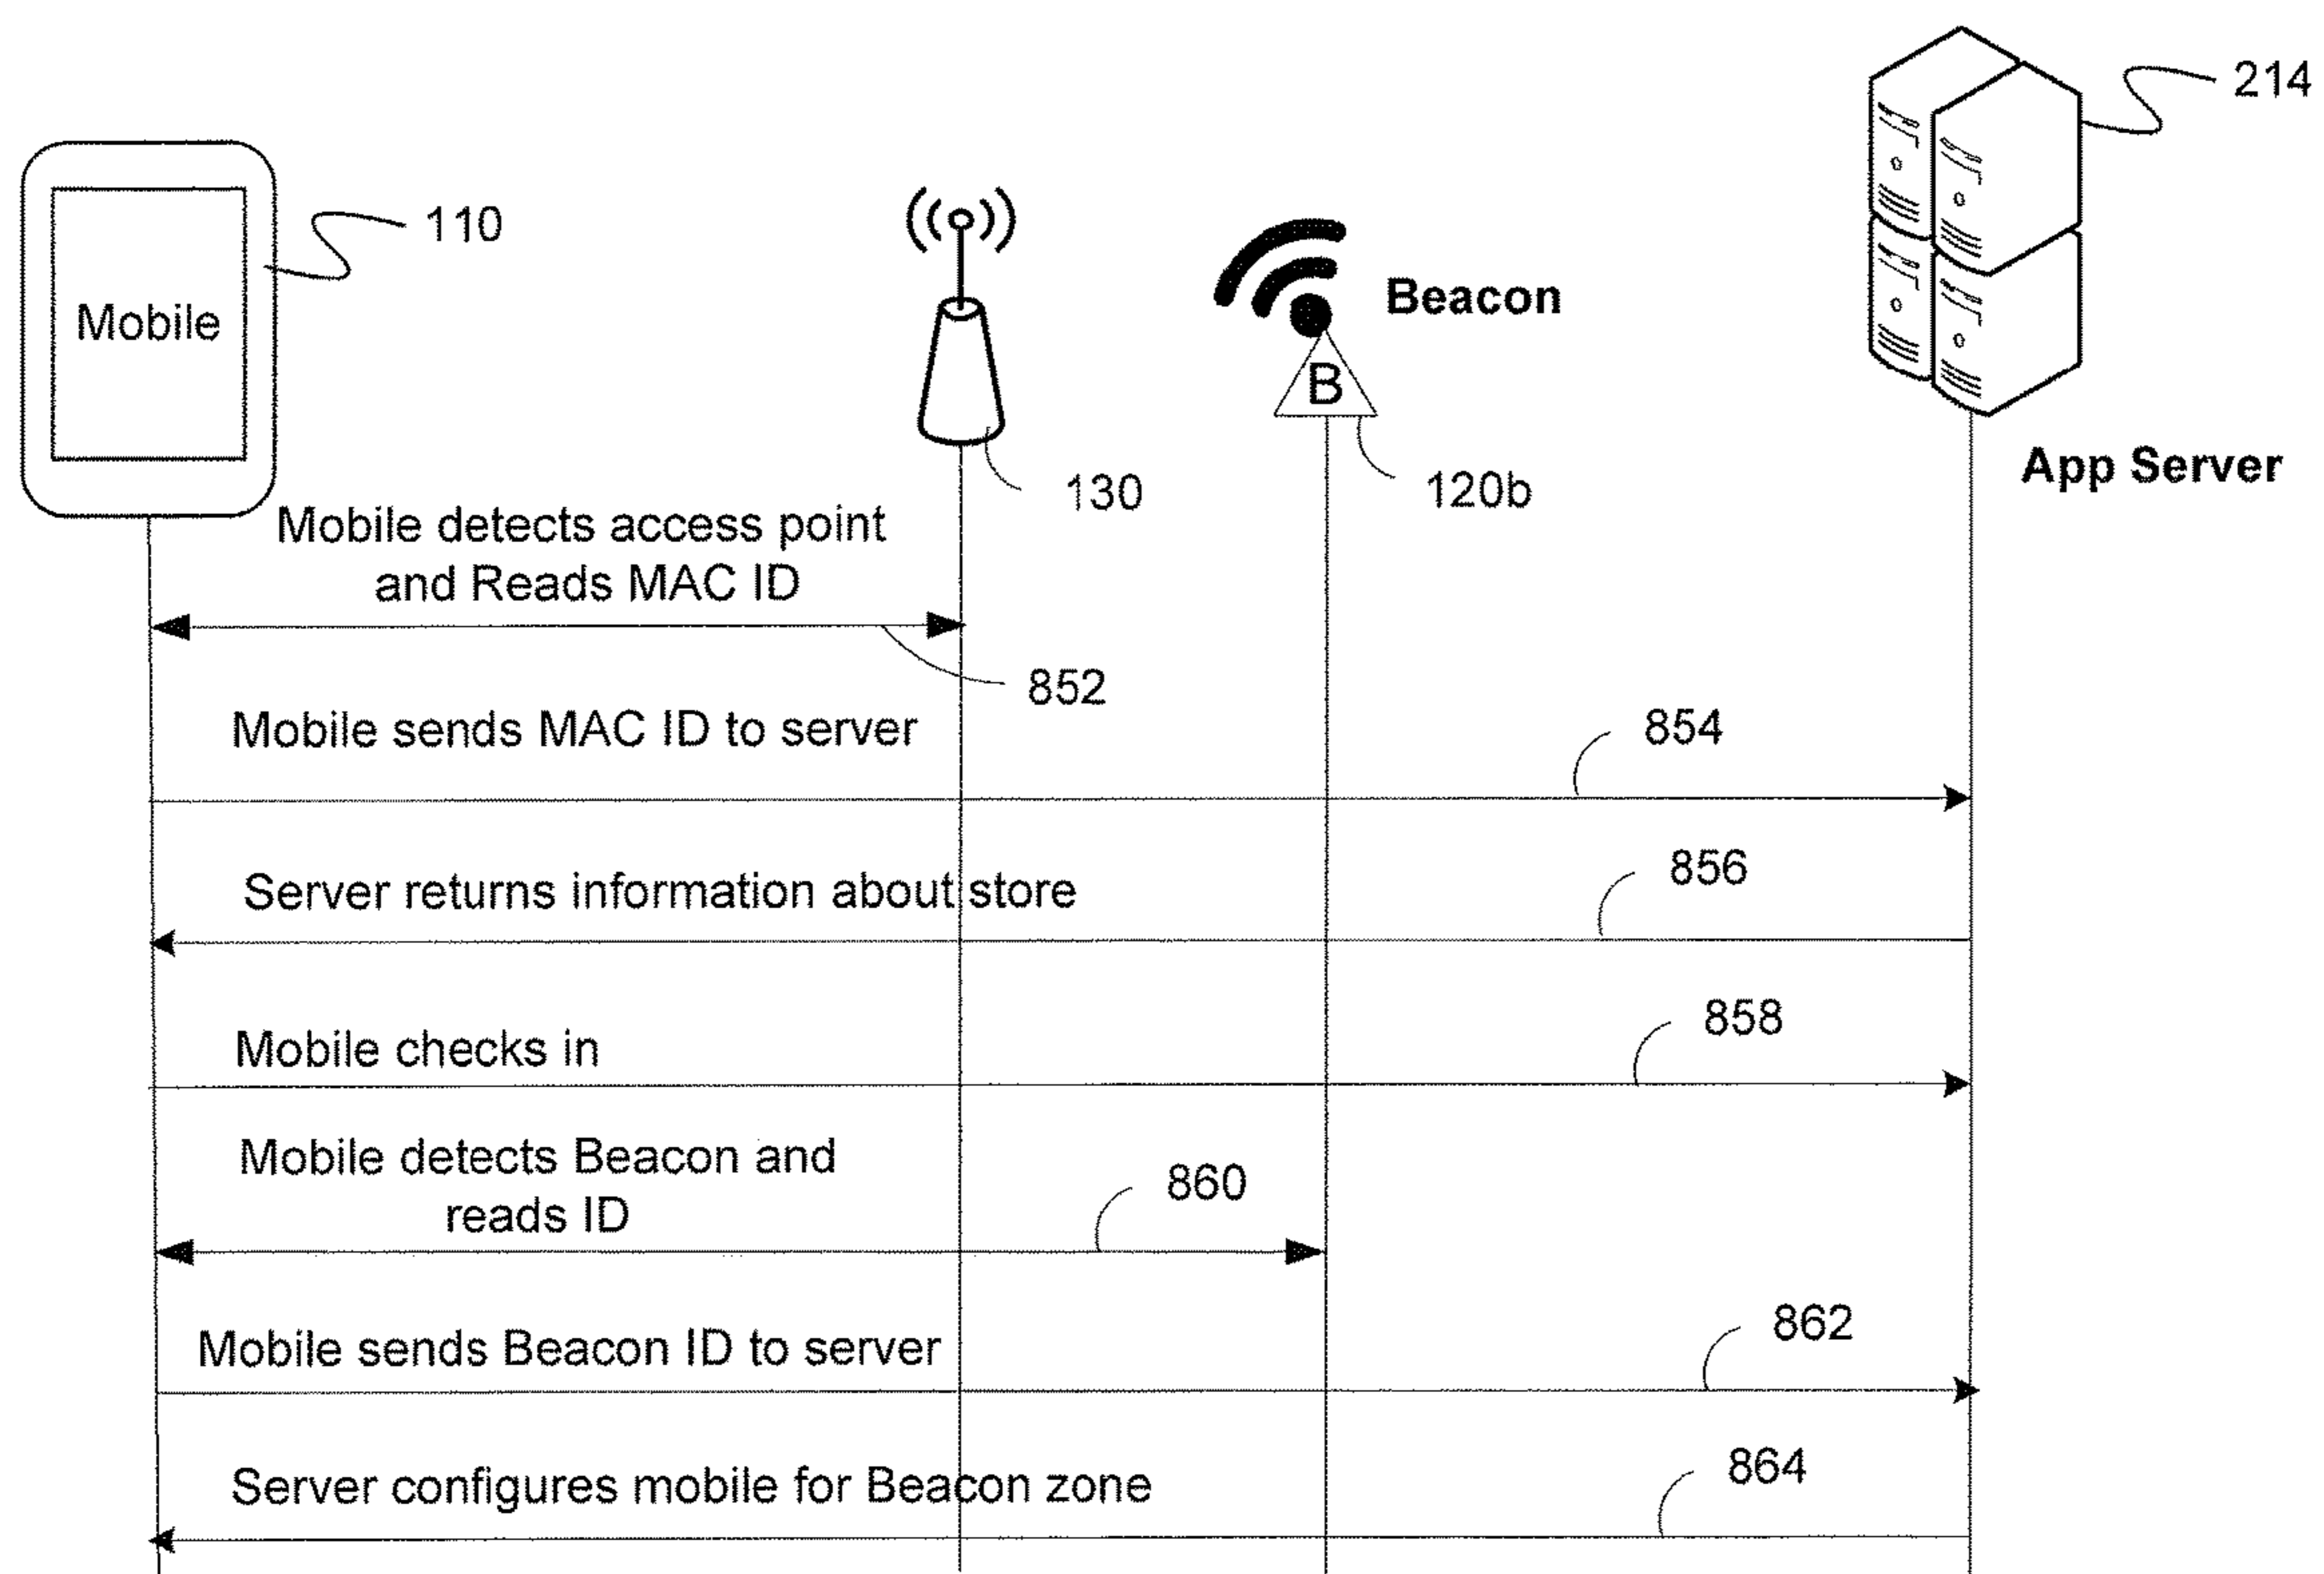 214
110
Mobile
Beacon
B
App Server
130
120b
Mobile detects access point
and Reads MAC ID
852
Mobile sends MAC ID to server
854
Server returns information about store
856
Mobile checks in
858
Mobile detects Beacon and
reads ID
860
Mobile sends Beacon ID to server
862
Server configures mobile for Beacon zone
864